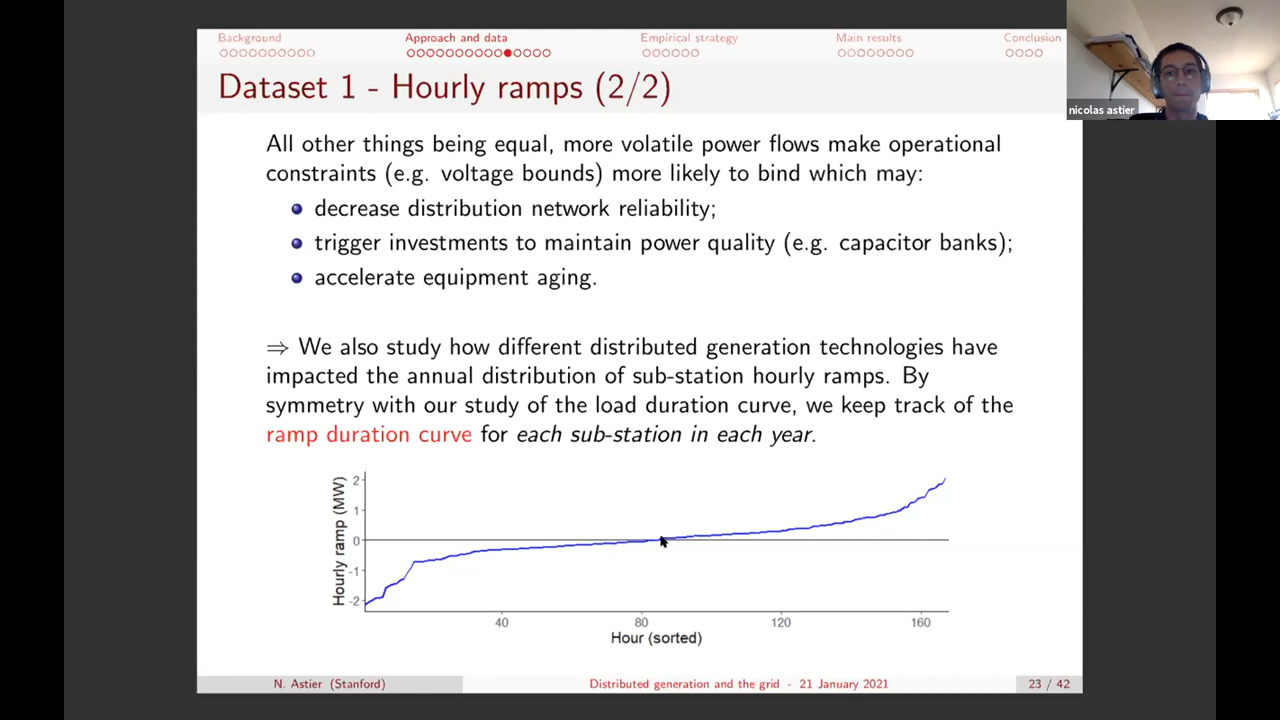 Background Approach and data Empirical strategy Main results Conclusion
Dataset 1 - Hourly ramps (2/2)
nicolas astier
All other things being equal, more volatile power flows make operational
constraints (e.g. voltage bounds) more likely to bind which may:
decrease distribution network reliability;
trigger investments to maintain power quality (e.g. capacitor banks);
accelerate equipment aging.
⇒ We also study how different distributed generation technologies have
impacted the annual distribution of sub-station hourly ramps. By
symmetry with our study of the load duration curve, we keep track of the
ramp duration curve for each sub-station in each year.
Hourly ramp (MW)
2
1
0
-1
-2
40 80 120 160
Hour (sorted)
N. Astier (Stanford) Distributed generation and the grid - 21 January 2021 23 / 42